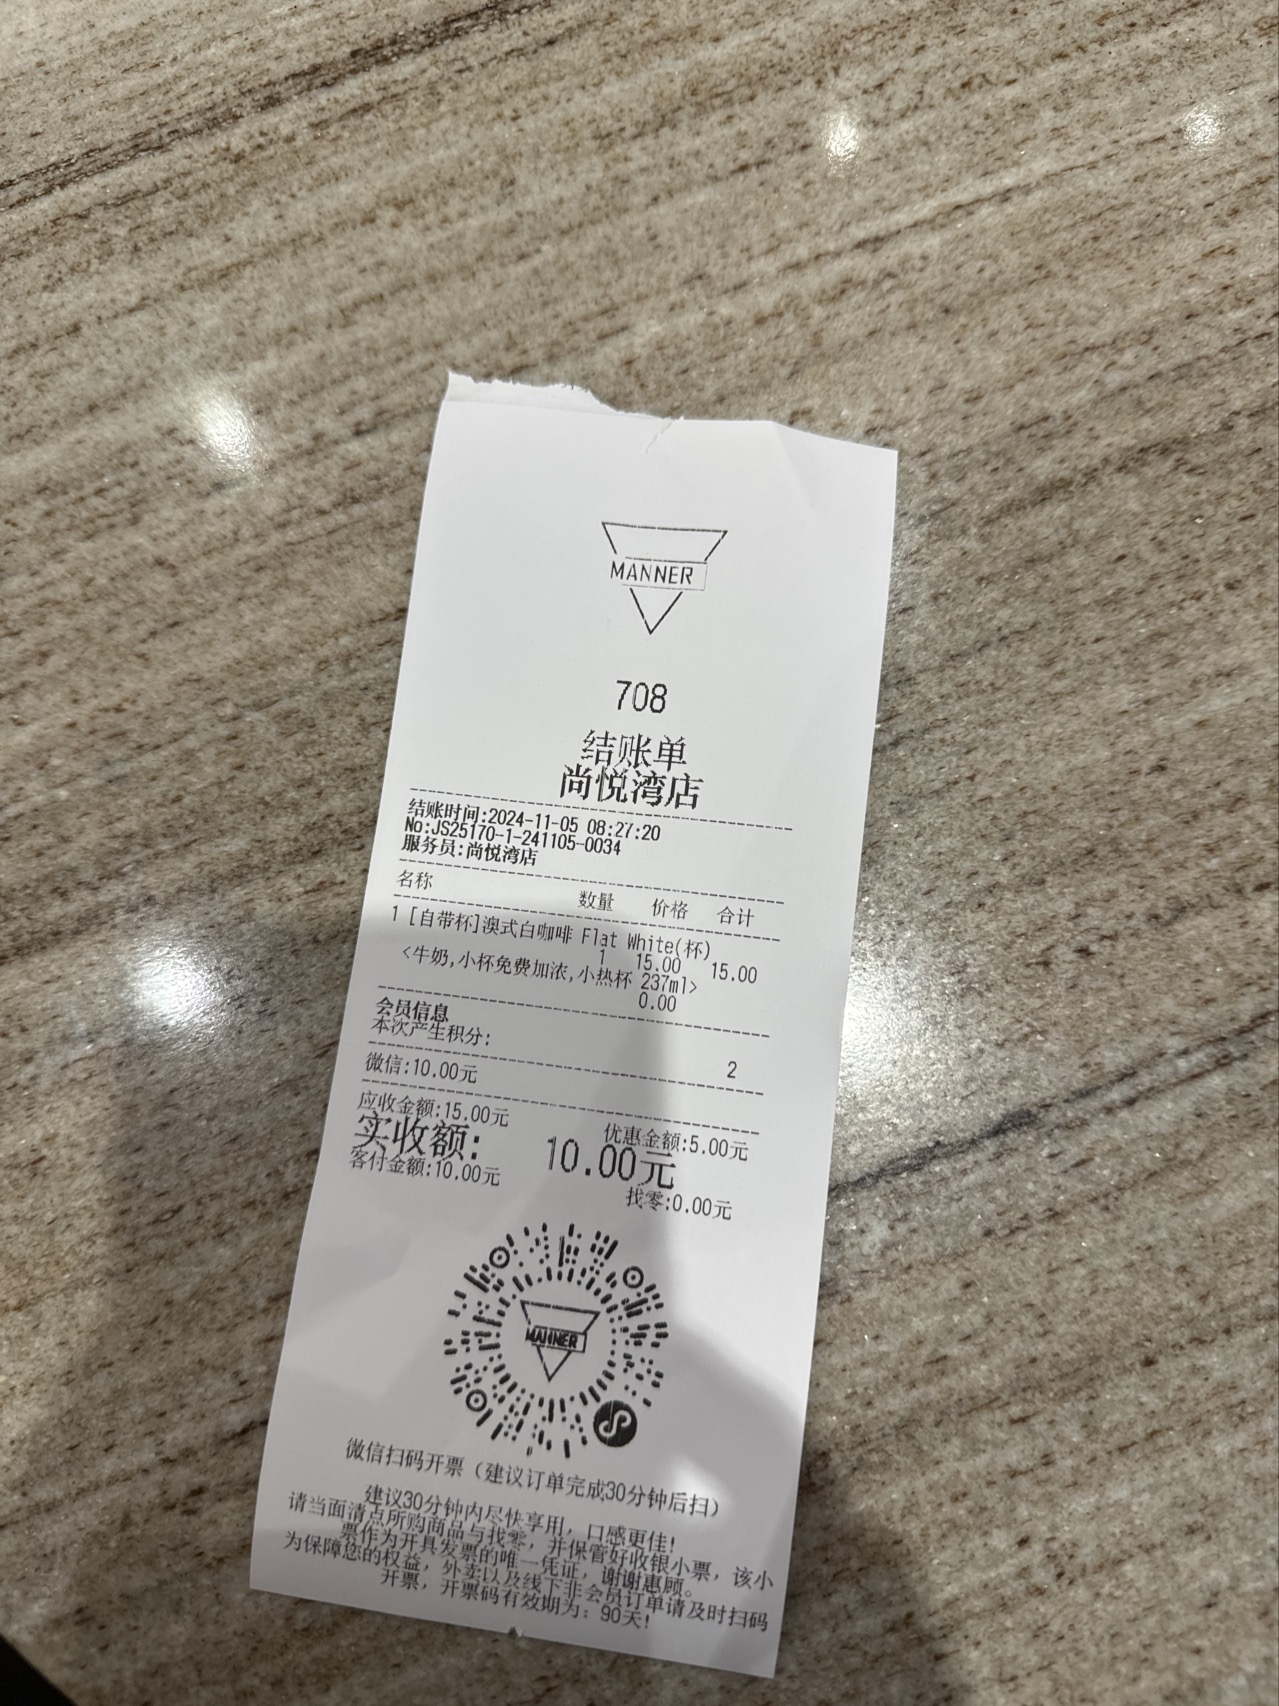 MANNER
708
结账单
尚悦湾店
结账时间:2024-11-05 08:27:20
No:JS25170-1-241105-0034
服务员:尚悦湾店
名称 数量 价格 合计
1 [自带杯]澳式白咖啡 Flat White(杯)
1 15.00 15.00
<牛奶,小杯免费加浓,小热杯 237ml>
0.00
会员信息
本次产生积分: 2
微信:10.00元
应收金额:15.00元 优惠金额:5.00元
实收额: 10.00元
客付金额:10.00元 找零:0.00元
MANNER
微信扫码开票（建议订单完成30分钟后扫）
建议30分钟内尽快享用，口感更佳！
请当面清点所购商品与找零，并保管好收银小票，该小
票作为开具发票的唯一凭证，谢谢惠顾。
为保障您的权益，外卖以及线下非会员订单请及时扫码
开票，开票码有效期为：90天！